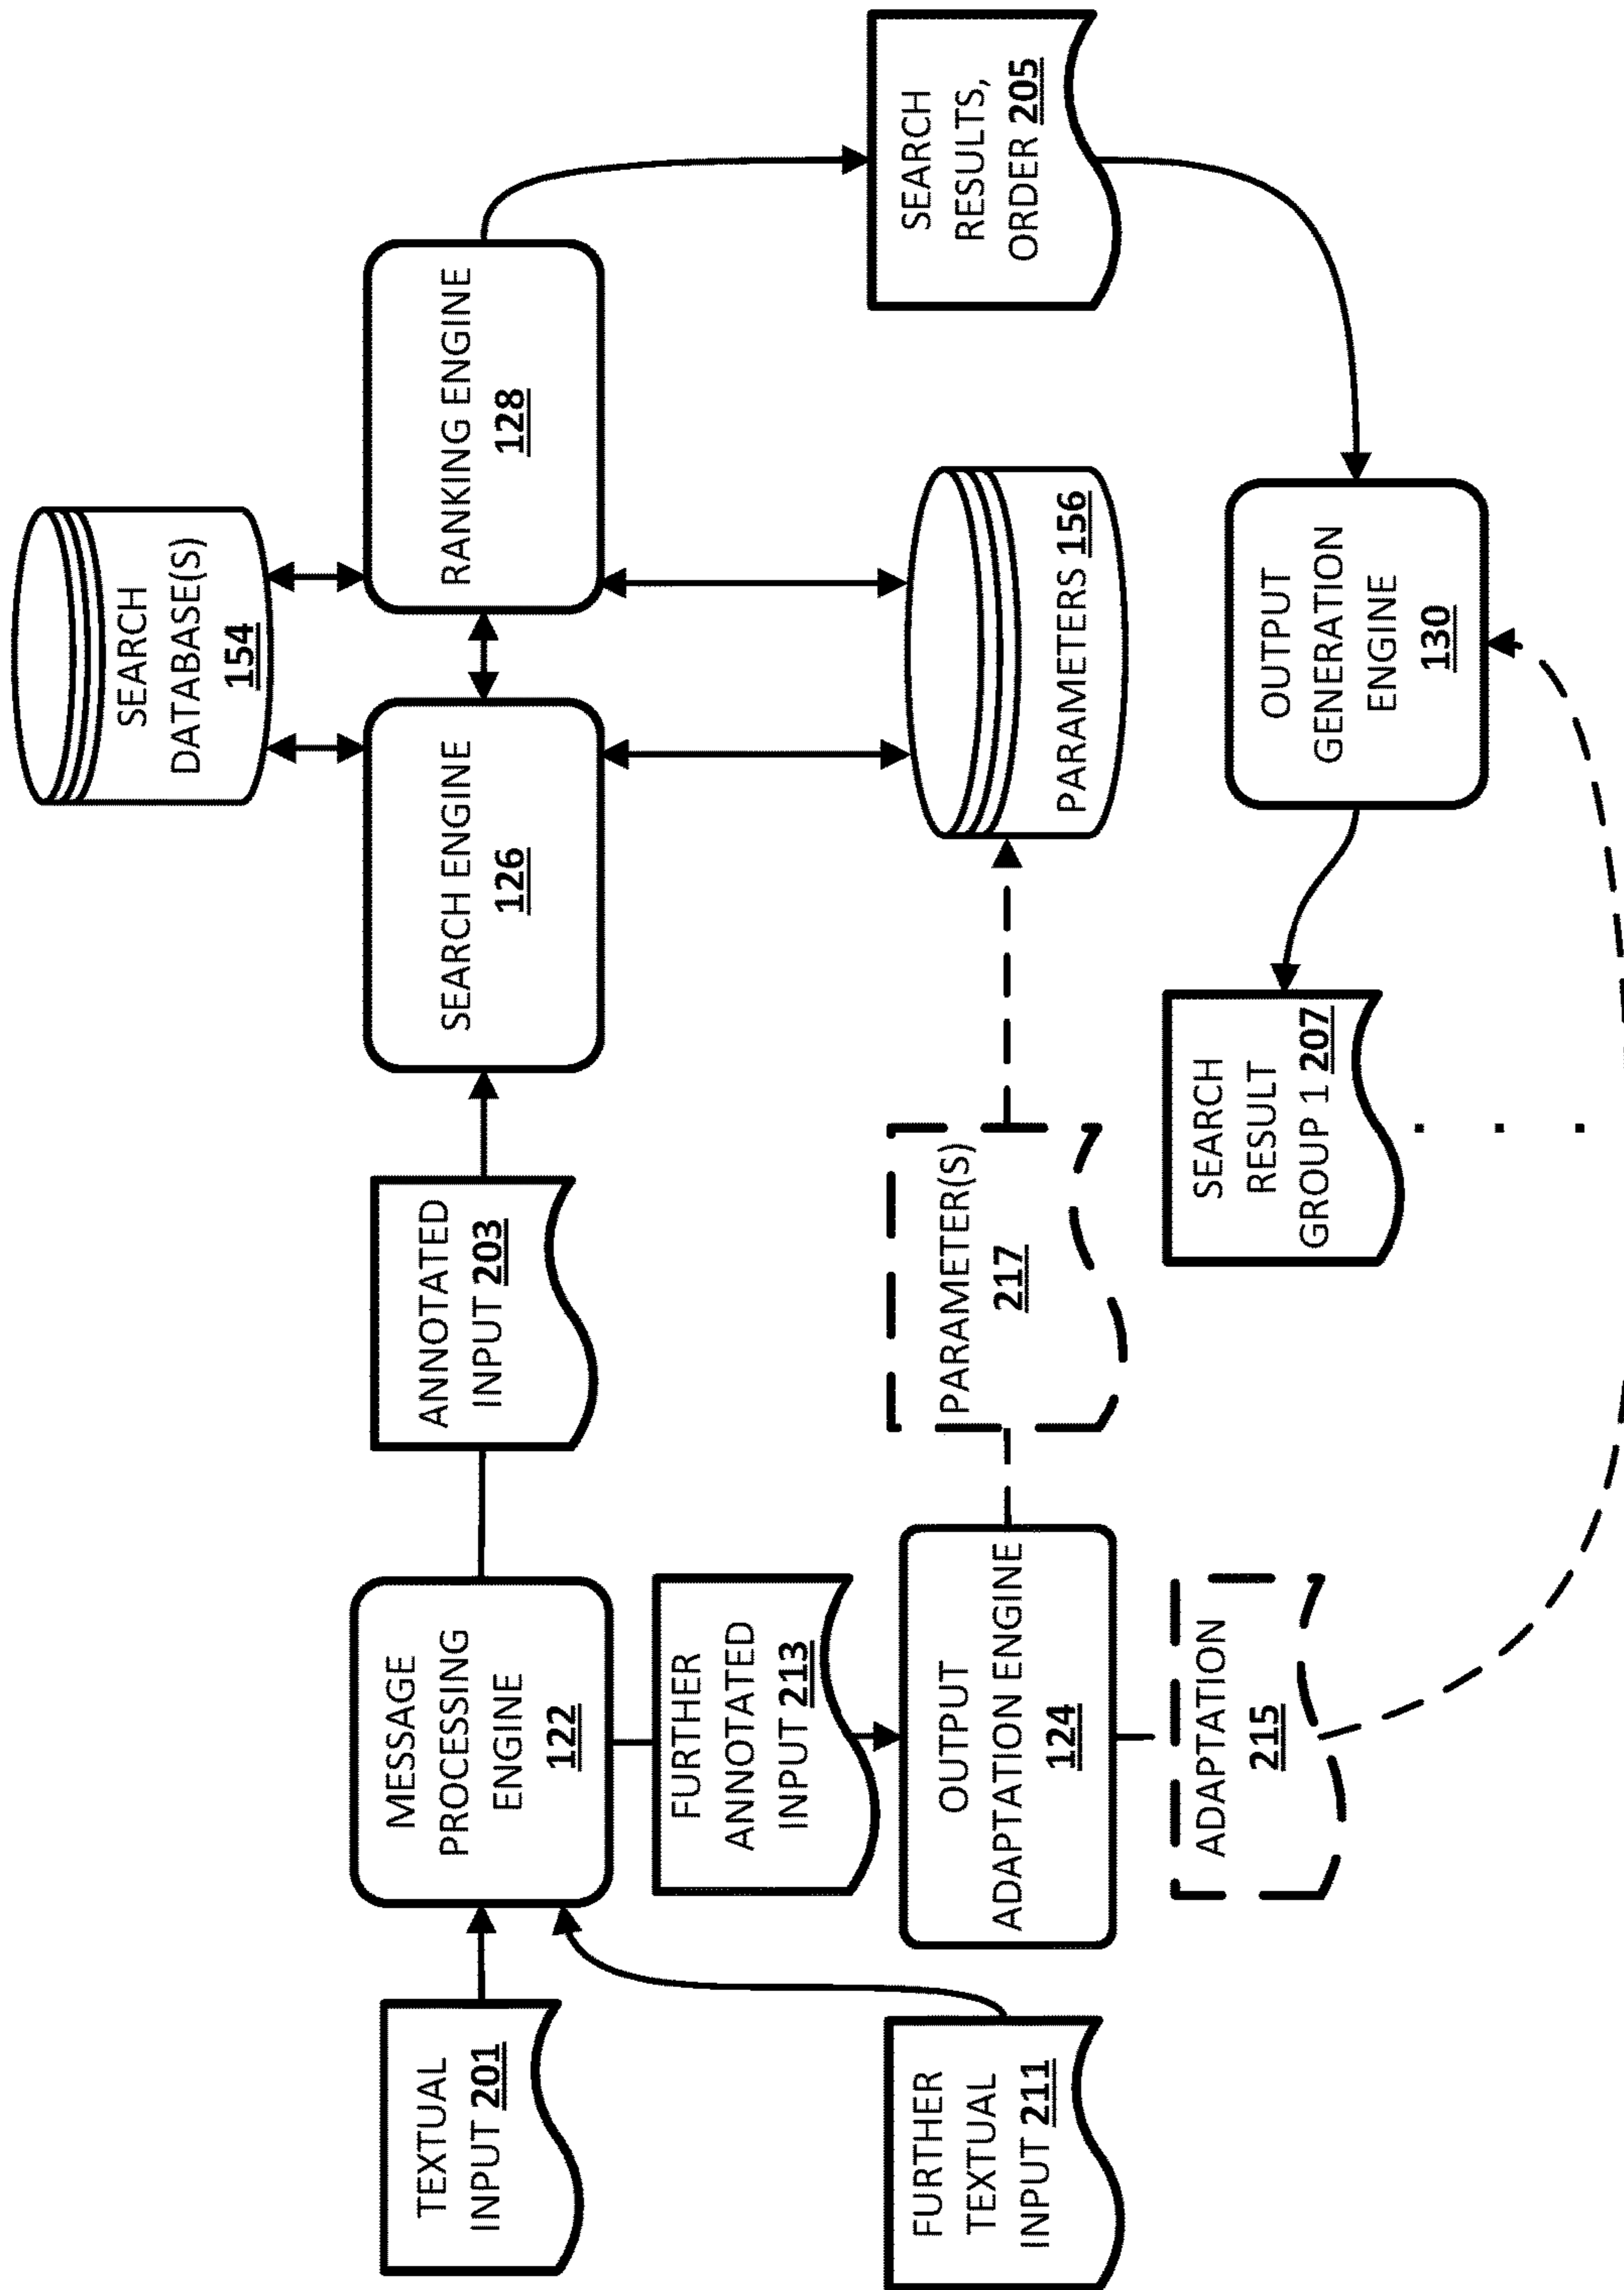 TEXTUAL
INPUT 201
FURTHER
TEXTUAL
INPUT 211
MESSAGE
PROCESSING
ENGINE
122
FURTHER
ANNOTATED
INPUT 213
OUTPUT
ADAPTATION ENGINE
124
ADAPTATION
215
ANNOTATED
INPUT 203
PARAMETER(S)
217
SEARCH ENGINE
126
SEARCH
DATABASE(S)
154
RANKING ENGINE
128
PARAMETERS 156
SEARCH
RESULTS,
ORDER 205
OUTPUT
GENERATION
ENGINE
130
SEARCH
RESULT
GROUP 1 207
. . .